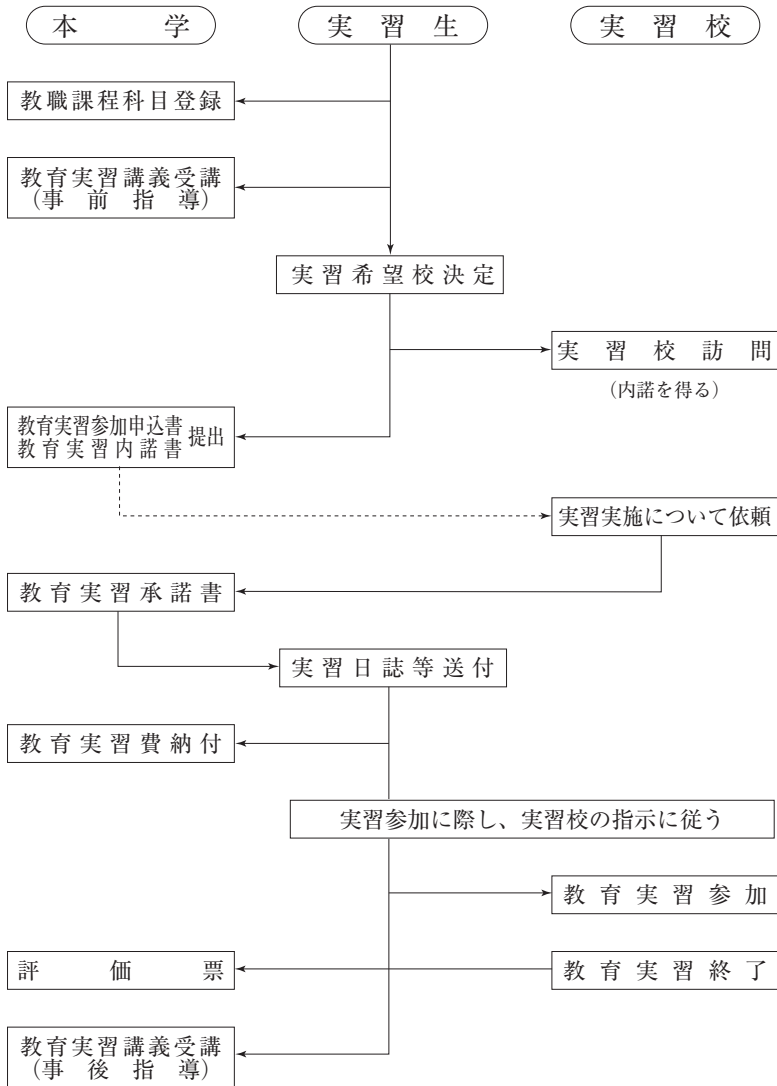 本学
実習生
実習校
教職課程科目登録
教育実習講義受講
(事前指導)
実習希望校決定
実習校訪問
(内諾を得る)
教育実習参加申込書
教育実習内諾書
提出
実習実施について依頼
教育実習承諾書
実習日誌等送付
教育実習費納付
実習参加に際し、実習校の指示に従う
教育実習参加
評価票
教育実習終了
教育実習講義受講
(事後指導)